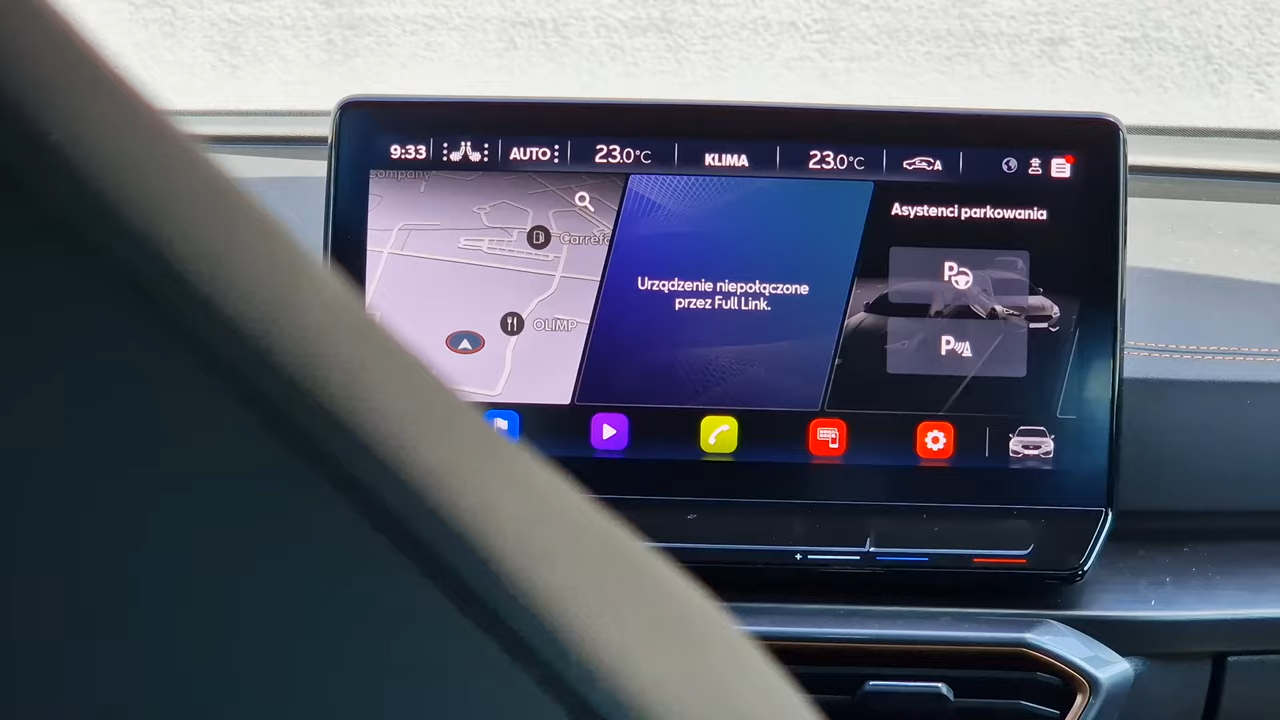 9:33
AUTO
23.0°C
KLIMA
23.0°C
A
Company
Carrefo
OLIMP
Urządzenie niepołączone
przez Full Link.
Asystenci parkowania
P
P